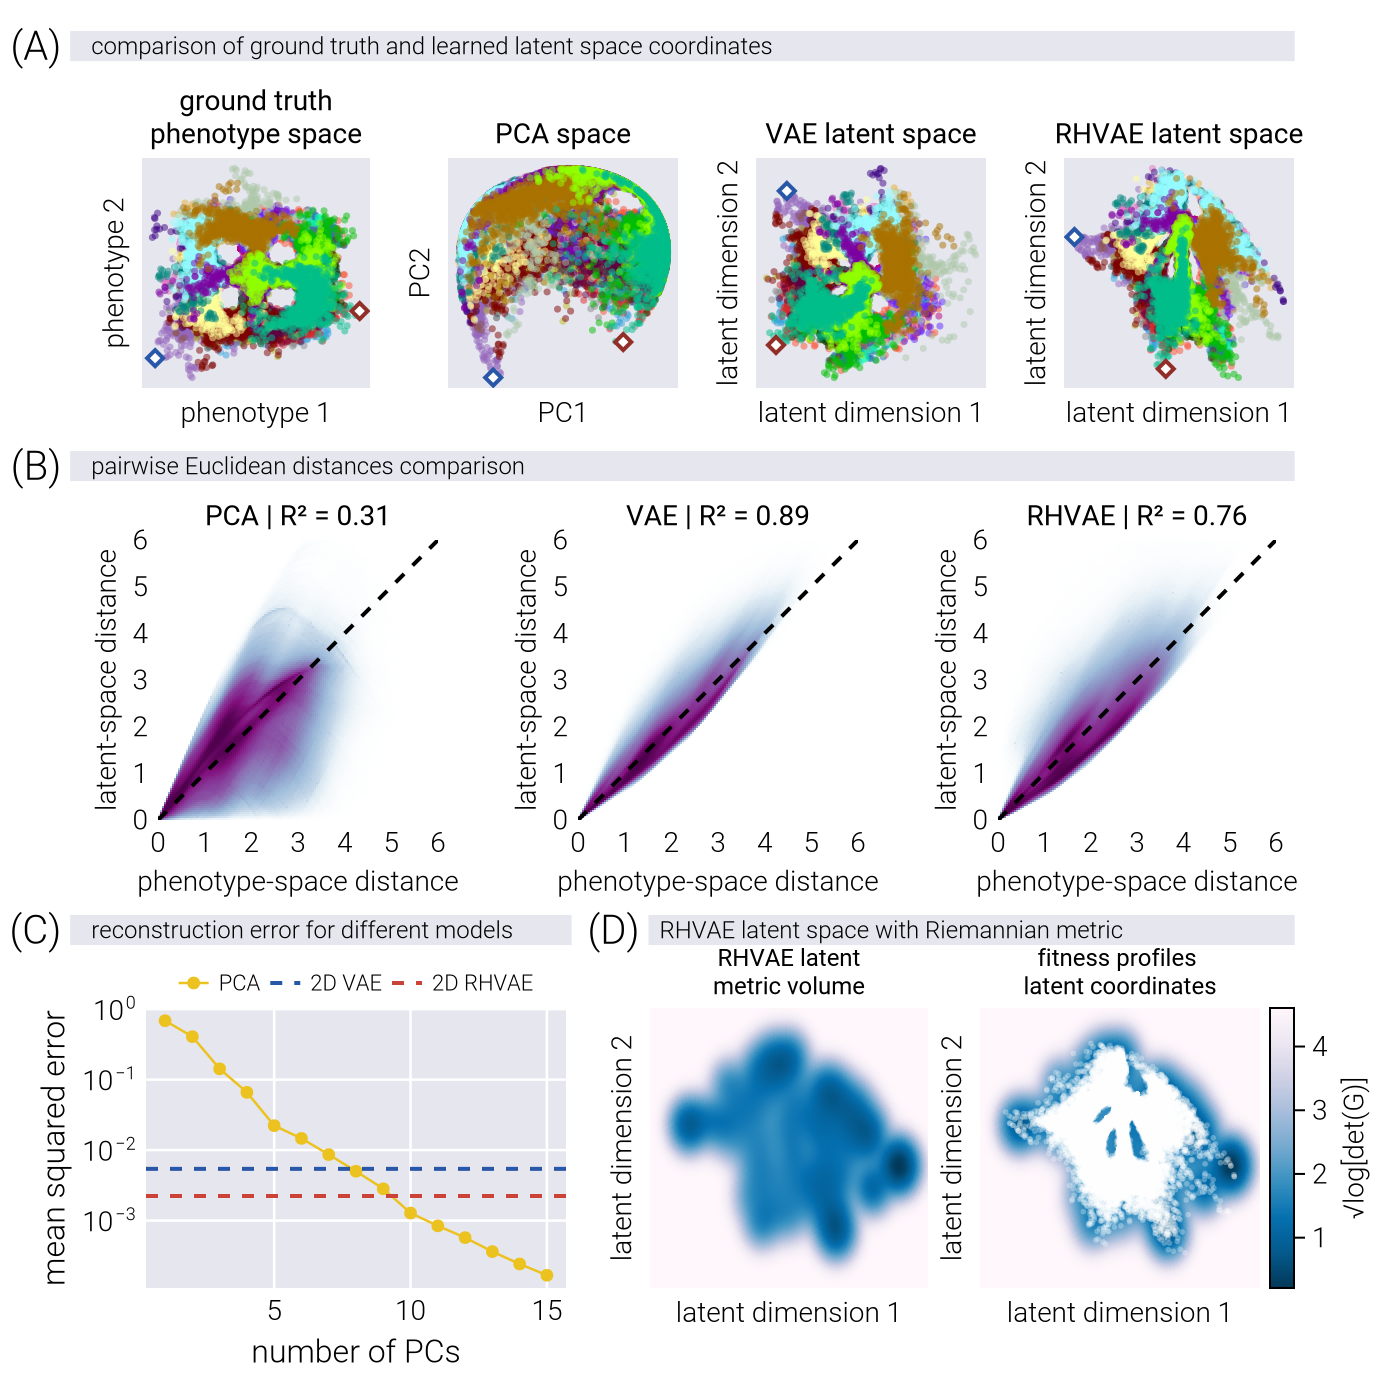 (A) comparison of ground truth and learned latent space coordinates
ground truth
phenotype space
PCA space
VAE latent space
RHVAE latent space
phenotype 2
phenotype 1
PC2
PC1
latent dimension 2
latent dimension 1
latent dimension 2
latent dimension 1
(B) pairwise Euclidean distances comparison
PCA | R² = 0.31
latent-space distance
6
5
4
3
2
1
0
0 1 2 3 4 5 6
phenotype-space distance
VAE | R² = 0.89
latent-space distance
6
5
4
3
2
1
0
0 1 2 3 4 5 6
phenotype-space distance
RHVAE | R² = 0.76
latent-space distance
6
5
4
3
2
1
0
0 1 2 3 4 5 6
phenotype-space distance
(C) reconstruction error for different models
PCA 2D VAE 2D RHVAE
mean squared error
10⁰
10⁻¹
10⁻²
10⁻³
5 10 15
number of PCs
(D) RHVAE latent space with Riemannian metric
RHVAE latent
metric volume
latent dimension 2
latent dimension 1
fitness profiles
latent coordinates
latent dimension 2
latent dimension 1
4
3
2
1
√log[det(G)]